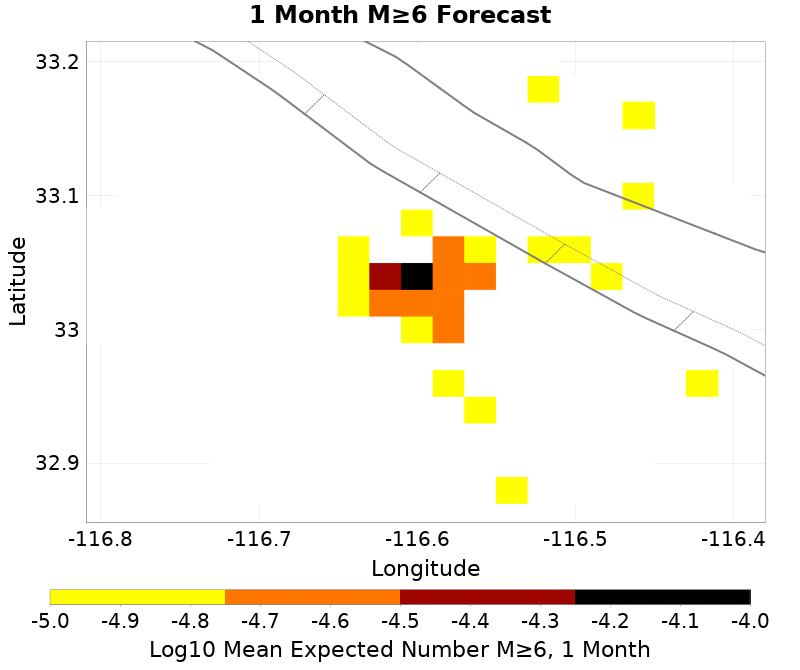 1 Month M≥6 Forecast
33.2
33.1
33
32.9
Latitude
-116.8 -116.7 -116.6 -116.5 -116.4
Longitude
-5.0 -4.9 -4.8 -4.7 -4.6 -4.5 -4.4 -4.3 -4.2 -4.1 -4.0
Log10 Mean Expected Number M≥6, 1 Month